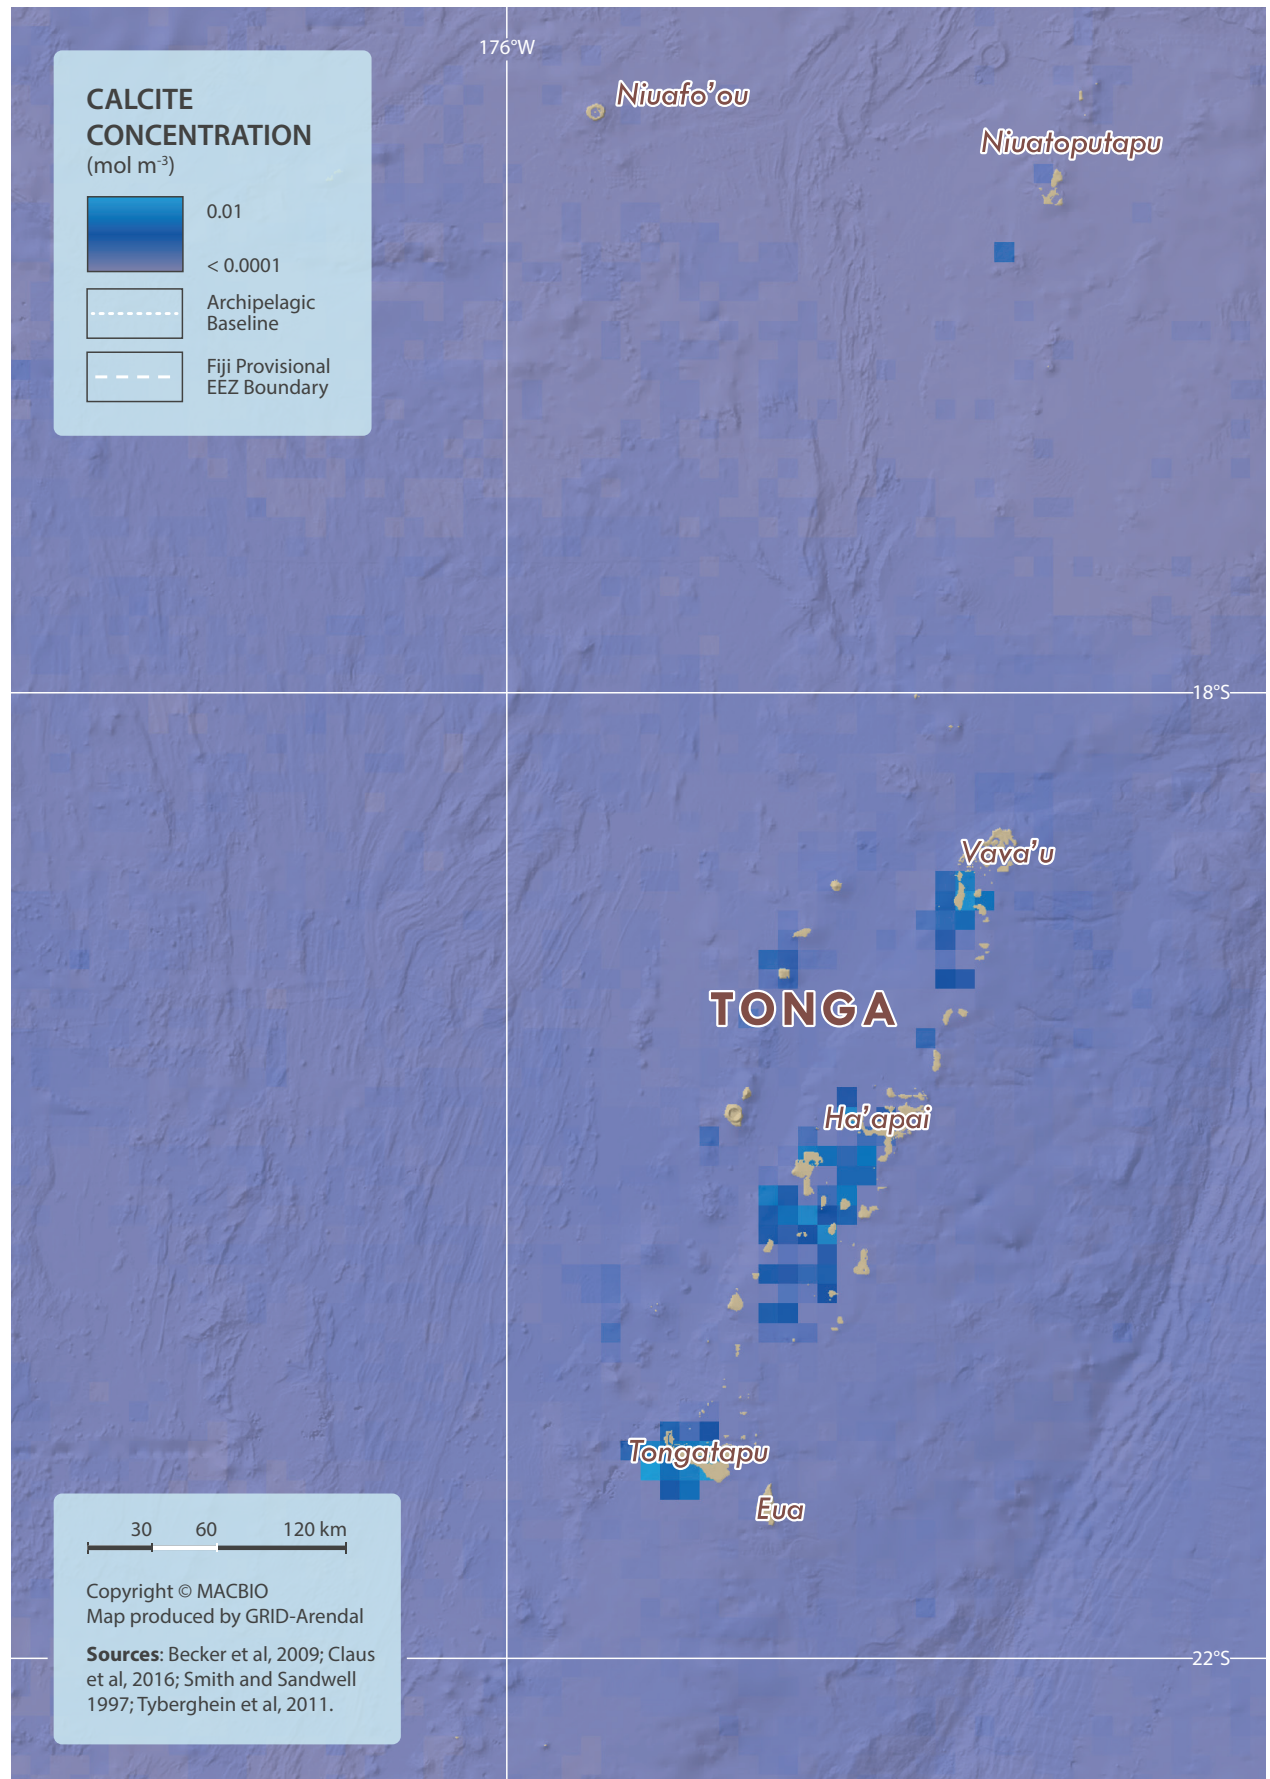 176°W
CALCITE
CONCENTRATION
(mol m-3)
0.01
< 0.0001
Archipelagic
Baseline
Fiji Provisional
EEZ Boundary
Niuafo’ou
Niuatoputapu
18°S
Vava’u
TONGA
Ha’apai
Tongatapu
Eua
30 60 120 km
Copyright © MACBIO
Map produced by GRID-Arendal
Sources: Becker et al, 2009; Claus
et al, 2016; Smith and Sandwell
1997; Tyberghein et al, 2011.
22°S